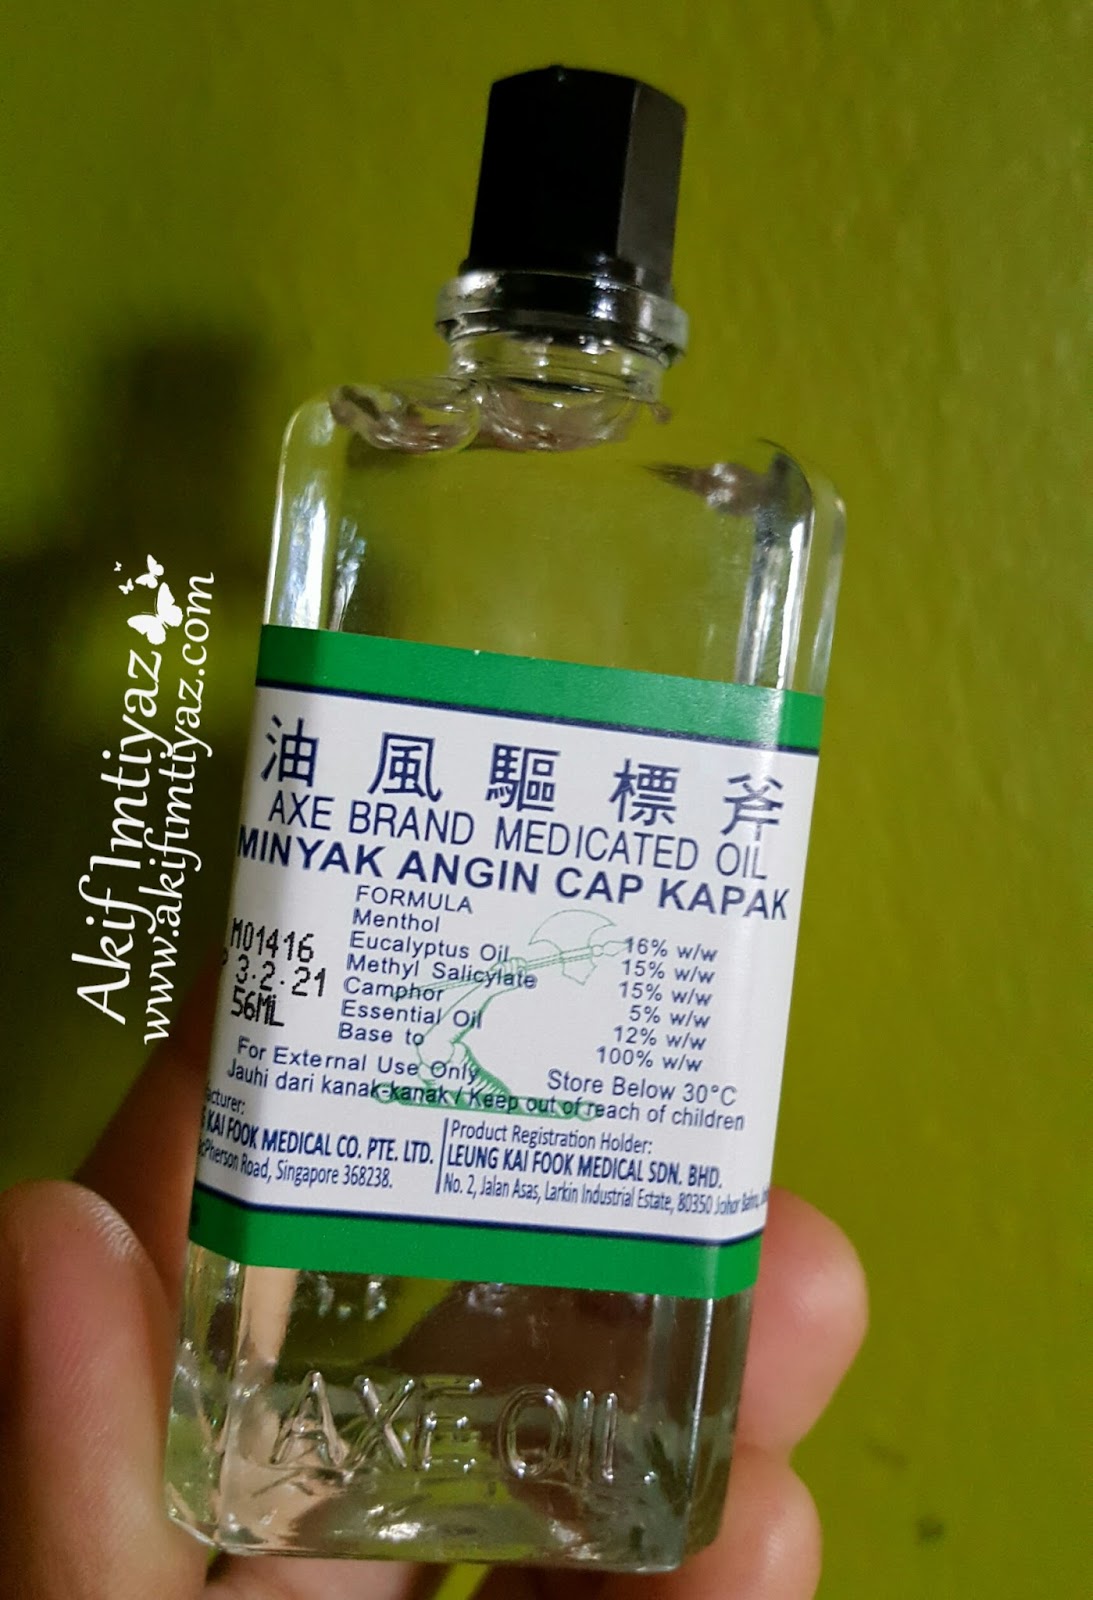 油風驅標斧
AXE BRAND MEDICATED OIL
MINYAK ANGIN CAP KAPAK
FORMULA
Menthol 16% w/w
Eucalyptus Oil 15% w/w
Methyl Salicylate 15% w/w
Camphor 5% w/w
Essential Oil 12% w/w
Base to 100% w/w
M01416
3.2.21
56ML
For External Use Only Store Below 30°C
Jauhi dari kanak-kanak / Keep out of reach of children
KAI FOOK MEDICAL CO. PTE. LTD.
Road, Singapore 368238.
Product Registration Holder:
LEUNG KAI FOOK MEDICAL SDN. BHD.
No. 2, Jalan Asas, Larkin Industrial Estate, 80350 Johor Bahru,
AXE OIL
Akif Imtiyaz
www.akifimtiyaz.com